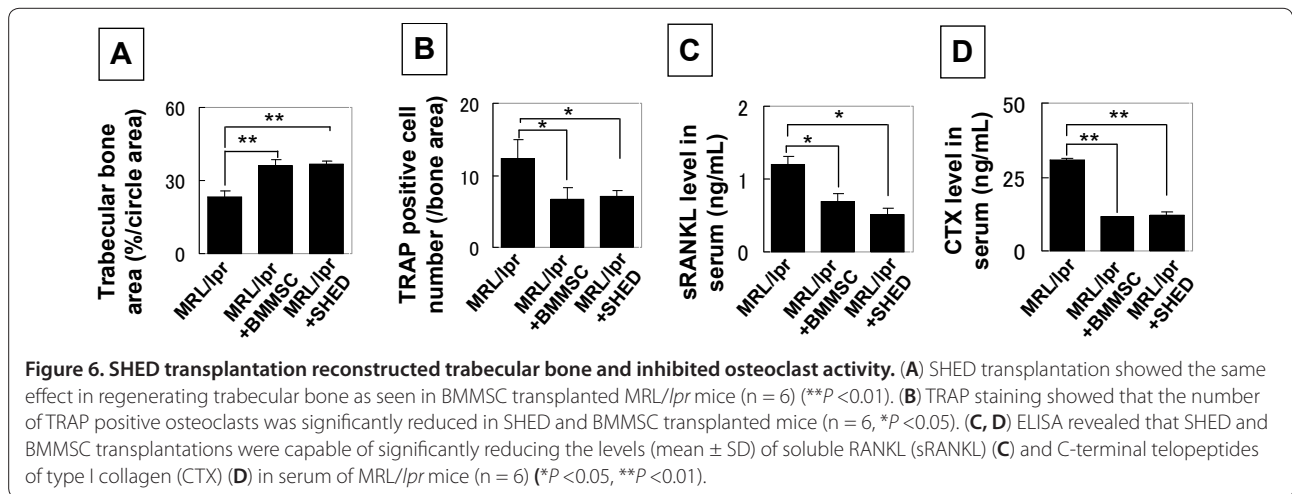 A
Trabecular bone
area (%/circle area)
60
30
0
**
**
MRL/lpr
MRL/lpr
+BMMSC
MRL/lpr
+SHED
B
TRAP positive cell
number (/bone area)
20
10
0
*
*
MRL/lpr
MRL/lpr
+BMMSC
MRL/lpr
+SHED
C
sRANKL level in
serum (ng/mL)
2
1
0
*
*
MRL/lpr
MRL/lpr
+BMMSC
MRL/lpr
+SHED
D
CTX level in
serum (ng/mL)
50
25
0
**
**
MRL/lpr
MRL/lpr
+BMMSC
MRL/lpr
+SHED
Figure 6. SHED transplantation reconstructed trabecular bone and inhibited osteoclast activity. (A) SHED transplantation showed the same
effect in regenerating trabecular bone as seen in BMMSC transplanted MRL/lpr mice (n = 6) (**P <0.01). (B) TRAP staining showed that the number
of TRAP positive osteoclasts was significantly reduced in SHED and BMMSC transplanted mice (n = 6, *P <0.05). (C, D) ELISA revealed that SHED and
BMMSC transplantations were capable of significantly reducing the levels (mean ± SD) of soluble RANKL (sRANKL) (C) and C-terminal telopeptides
of type I collagen (CTX) (D) in serum of MRL/lpr mice (n = 6) (*P <0.05, **P <0.01).